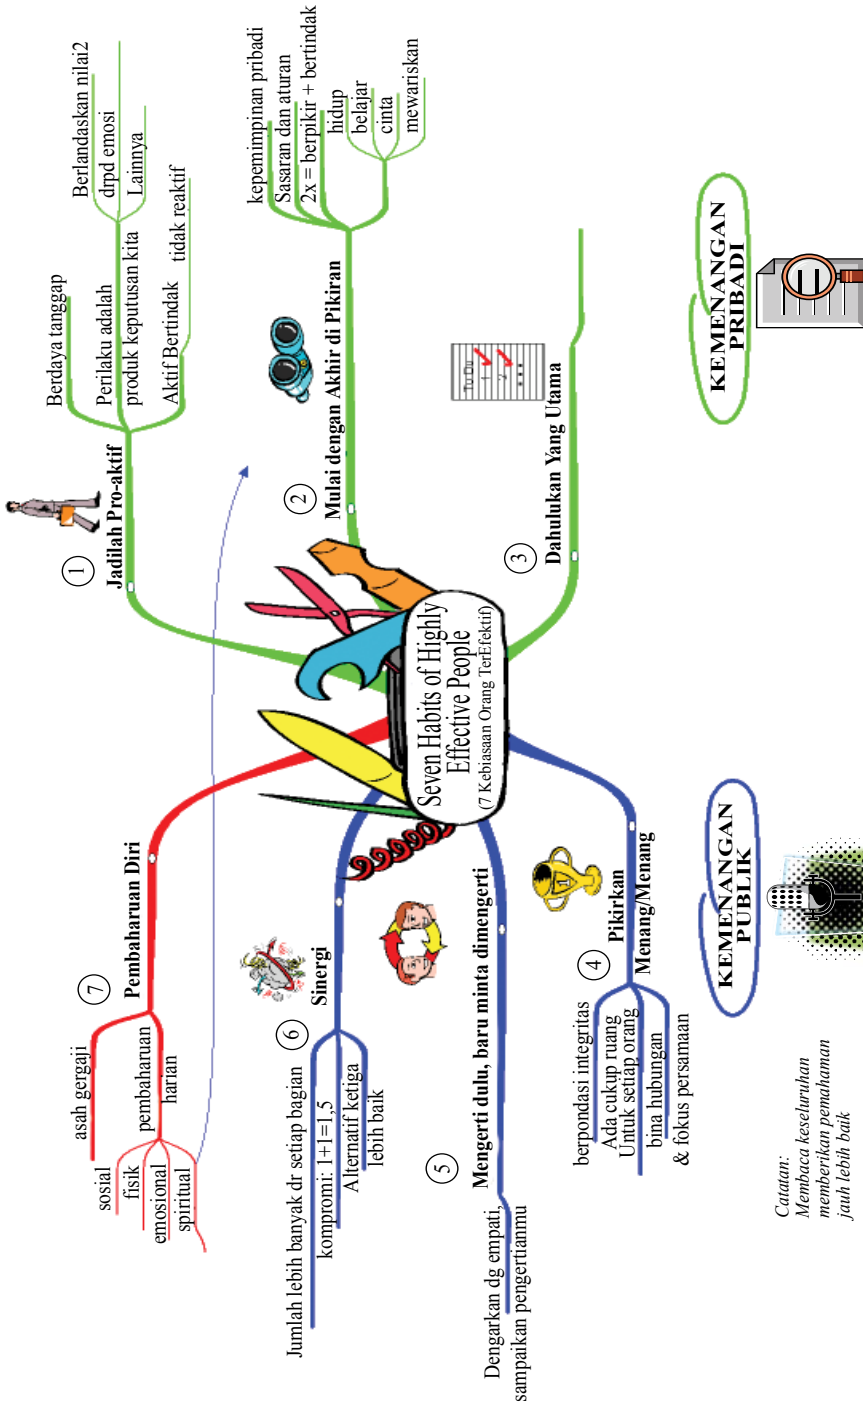 Seven Habits of Highly
Effective People
(7 Kebiasaan Orang TerEfektif)
1
Jadilah Pro-aktif
Berdaya tanggap
Perilaku adalah
produk keputusan kita
Berlandaskan nilai2
drpd emosi
Lainnya
Aktif Bertindak
tidak reaktif
2
Mulai dengan Akhir di Pikiran
kepemimpinan pribadi
Sasaran dan aturan
2x = berpikir + bertindak
hidup
belajar
cinta
mewariskan
3
Dahulukan Yang Utama
To Do
1
2
KEMENANGAN
PRIBADI
4
Pikirkan
Menang/Menang
berpondasi integritas
Ada cukup ruang
Untuk setiap orang
bina hubungan
& fokus persamaan
1
5
Mengerti dulu, baru minta dimengerti
Dengarkan dg empati,
sampaikan pengertianmu
6
Sinergi
Jumlah lebih banyak dr setiap bagian
kompromi: 1+1=1,5
Alternatif ketiga
lebih baik
7
Pembaharuan Diri
asah gergaji
pembaharuan
harian
sosial
fisik
emosional
spiritual
KEMENANGAN
PUBLIK
Catatan:
Membaca keseluruhan
memberikan pemahaman
jauh lebih baik